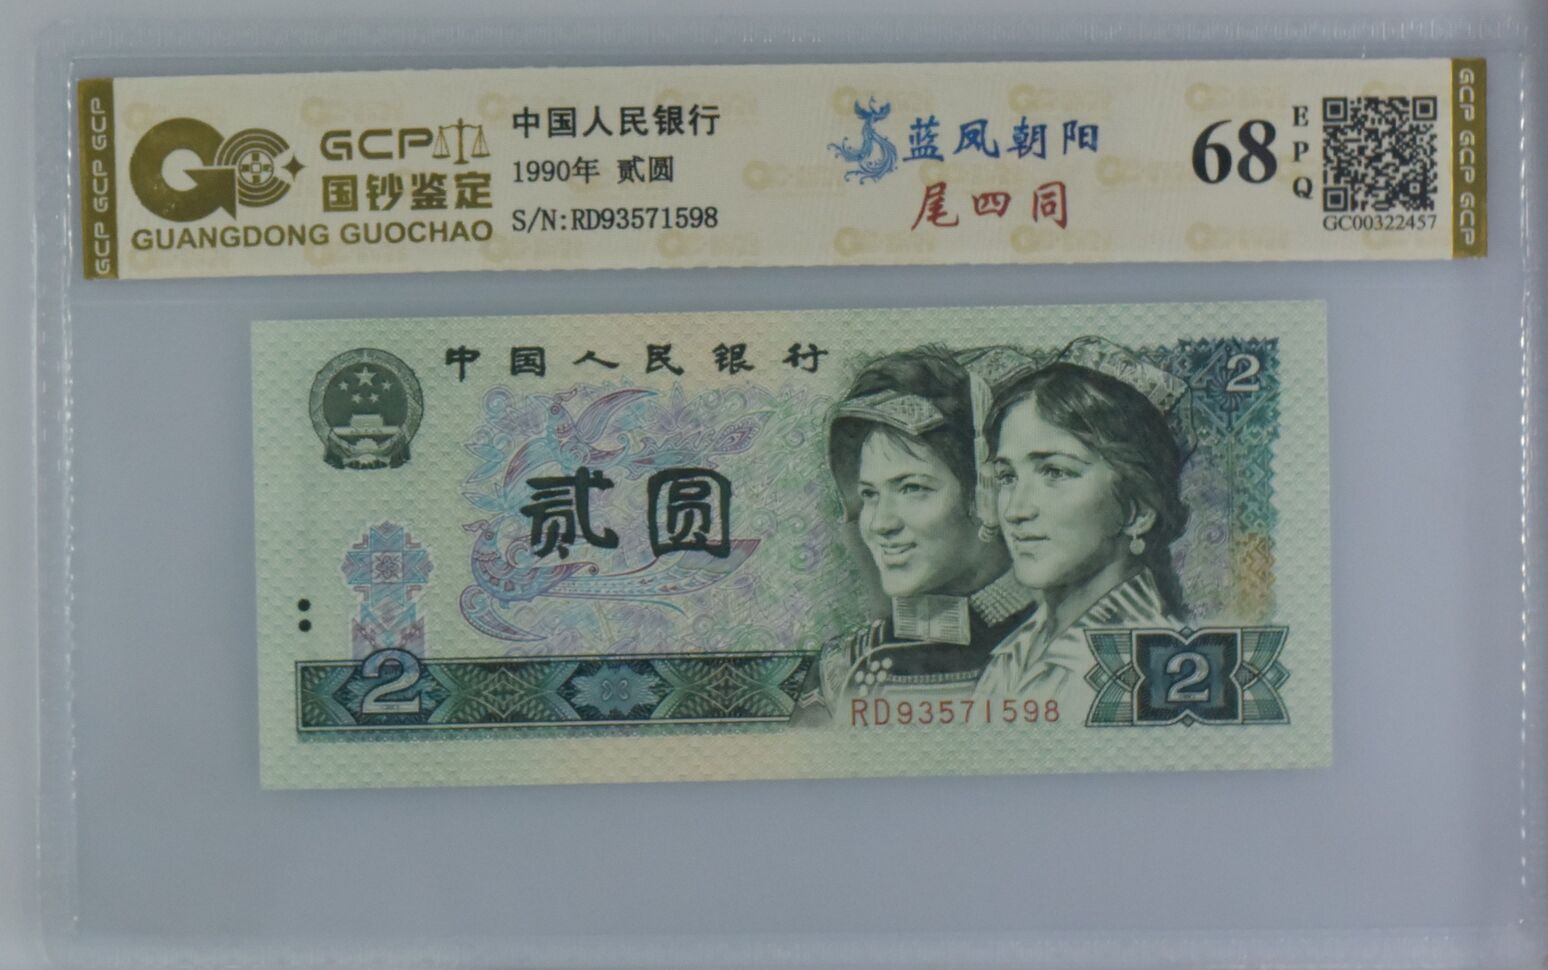 GCP GCP GCP
GCP
国钞鉴定
GUANGDONG GUOCHAO
中国人民银行
1990年 贰圆
S/N:RD93571598
蓝凤朝阳
尾四同
68
EPQ
GC00322457
GCP GCP GCP
中国人民银行
2
贰圆
2
2
RD93571598